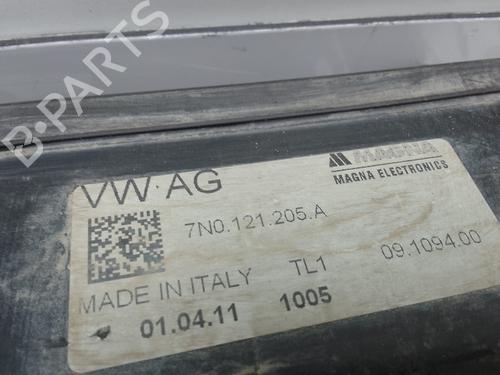 B-PARTS
VW AG
MAGNA
MAGNA ELECTRONICS
7N0.121.205.A
MADE IN ITALY TL1 09.1094.00
01.04.11 1005